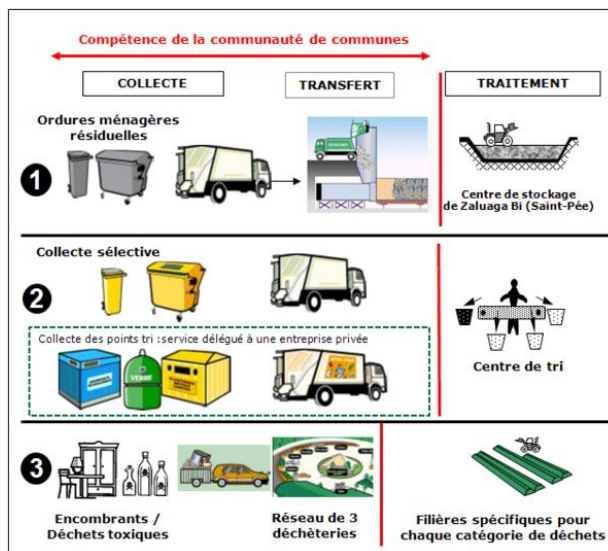 Compétence de la communauté de communes
COLLECTE
TRANSFERT
TRAITEMENT
Ordures ménagères
résiduelles
1
Centre de stockage
de Zaluaga Bi (Saint-Pée)
Collecte sélective
2
Collecte des points tri :service délégué à une entreprise privée
VERRE
Centre de tri
3
Encombrants /
Déchets toxiques
Réseau de 3
déchèteries
Filières spécifiques pour
chaque catégorie de déchets